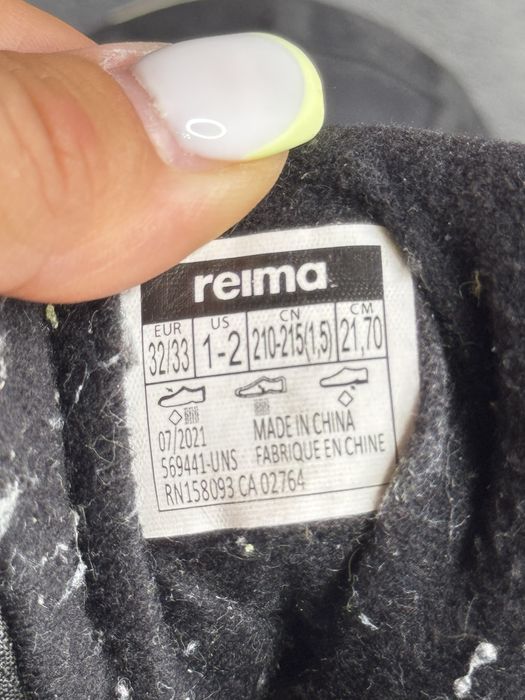 reima
EUR US CN CM
32/33 1-2 210-215(1,5) 21,70
07/2021 MADE IN CHINA
569441-UNS FABRIQUE EN CHINE
RN158093 CA 02764